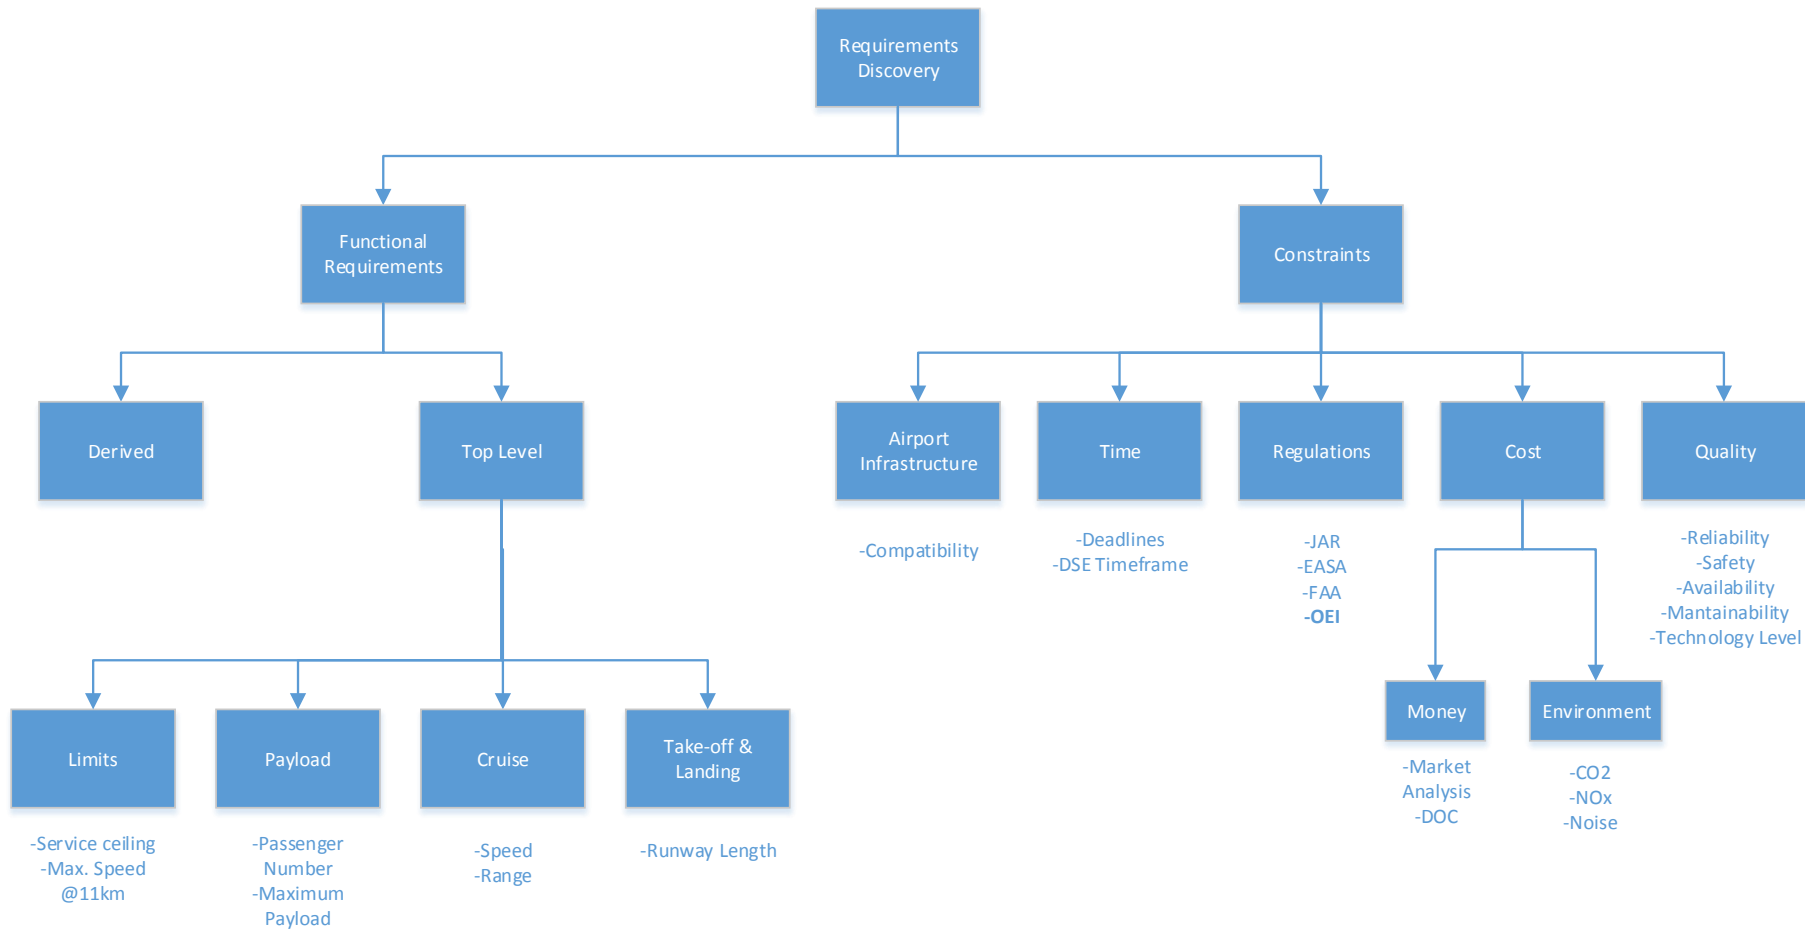 Requirements
Discovery
Functional
Requirements
Constraints
Derived
Top Level
Airport
Infrastructure
Time
Regulations
Cost
Quality
-Compatibility
-Deadlines
-DSE Timeframe
-JAR
-EASA
-FAA
-OEI
-Reliability
-Safety
-Availability
-Mantainability
-Technology Level
Limits
Payload
Cruise
Take-off &
Landing
Money
Environment
-Service ceiling
-Max. Speed
@11km
-Passenger
Number
-Maximum
Payload
-Speed
-Range
-Runway Length
-Market
Analysis
-DOC
-CO2
-NOx
-Noise